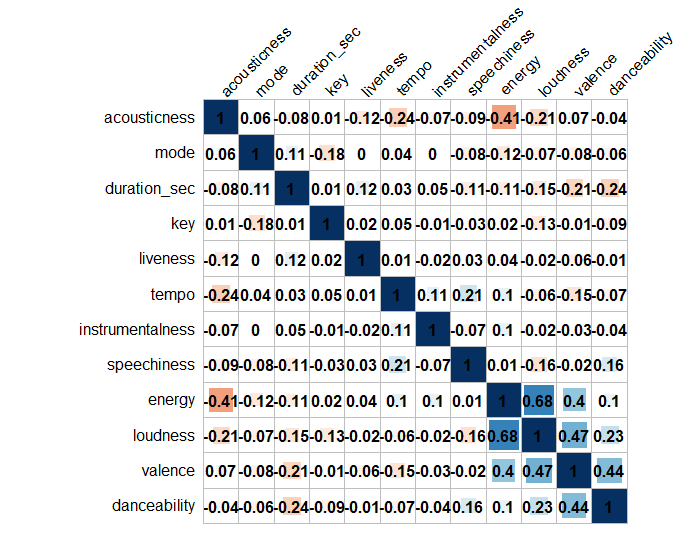 acousticness mode duration_sec key liveness tempo instrumentalness speechiness energy loudness valence danceability
acousticness 1 0.06 -0.08 0.01 -0.12 -0.24 -0.07 -0.09 -0.41 -0.21 0.07 -0.04
mode 0.06 1 0.11 -0.18 0 0.04 0 -0.08 -0.12 -0.07 -0.08 -0.06
duration_sec -0.08 0.11 1 0.01 0.12 0.03 0.05 -0.11 -0.11 -0.15 -0.21 -0.24
key 0.01 -0.18 0.01 1 0.02 0.05 -0.01 -0.03 0.02 -0.13 -0.01 -0.09
liveness -0.12 0 0.12 0.02 1 0.01 -0.02 0.03 0.04 -0.02 -0.06 -0.01
tempo -0.24 0.04 0.03 0.05 0.01 1 0.11 0.21 0.1 -0.06 -0.15 -0.07
instrumentalness -0.07 0 0.05 -0.01 -0.02 0.11 1 -0.07 0.1 -0.02 -0.03 -0.04
speechiness -0.09 -0.08 -0.11 -0.03 0.03 0.21 -0.07 1 0.01 -0.16 -0.02 0.16
energy -0.41 -0.12 -0.11 0.02 0.04 0.1 0.1 0.01 1 0.68 0.4 0.1
loudness -0.21 -0.07 -0.15 -0.13 -0.02 -0.06 -0.02 -0.16 0.68 1 0.47 0.23
valence 0.07 -0.08 -0.21 -0.01 -0.06 -0.15 -0.03 -0.02 0.4 0.47 1 0.44
danceability -0.04 -0.06 -0.24 -0.09 -0.01 -0.07 -0.04 0.16 0.1 0.23 0.44 1